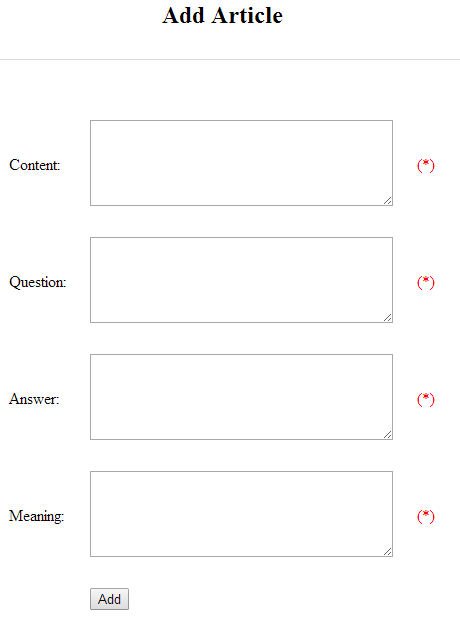 Add Article
Content: (*)
Question: (*)
Answer: (*)
Meaning: (*)
Add